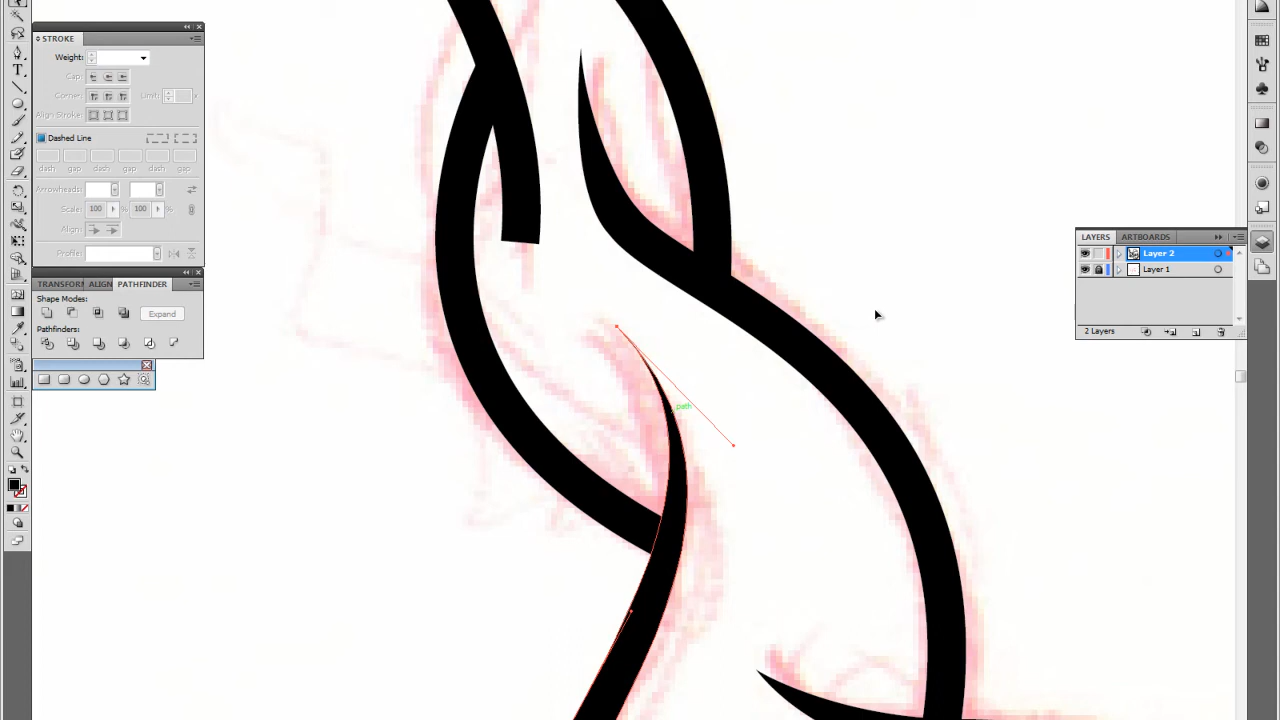 STROKE
Weight:
Cap:
Corner:
Limit:
x
Align Stroke:
Dashed Line
dash gap dash gap dash gap
Arrowheads:
Scale: 100 % 100 %
Align:
Profile:
TRANSFORM ALIGN PATHFINDER
Shape Modes:
Expand
Pathfinders:
path
LAYERS ARTBOARDS
Layer 2
Layer 1
2 Layers